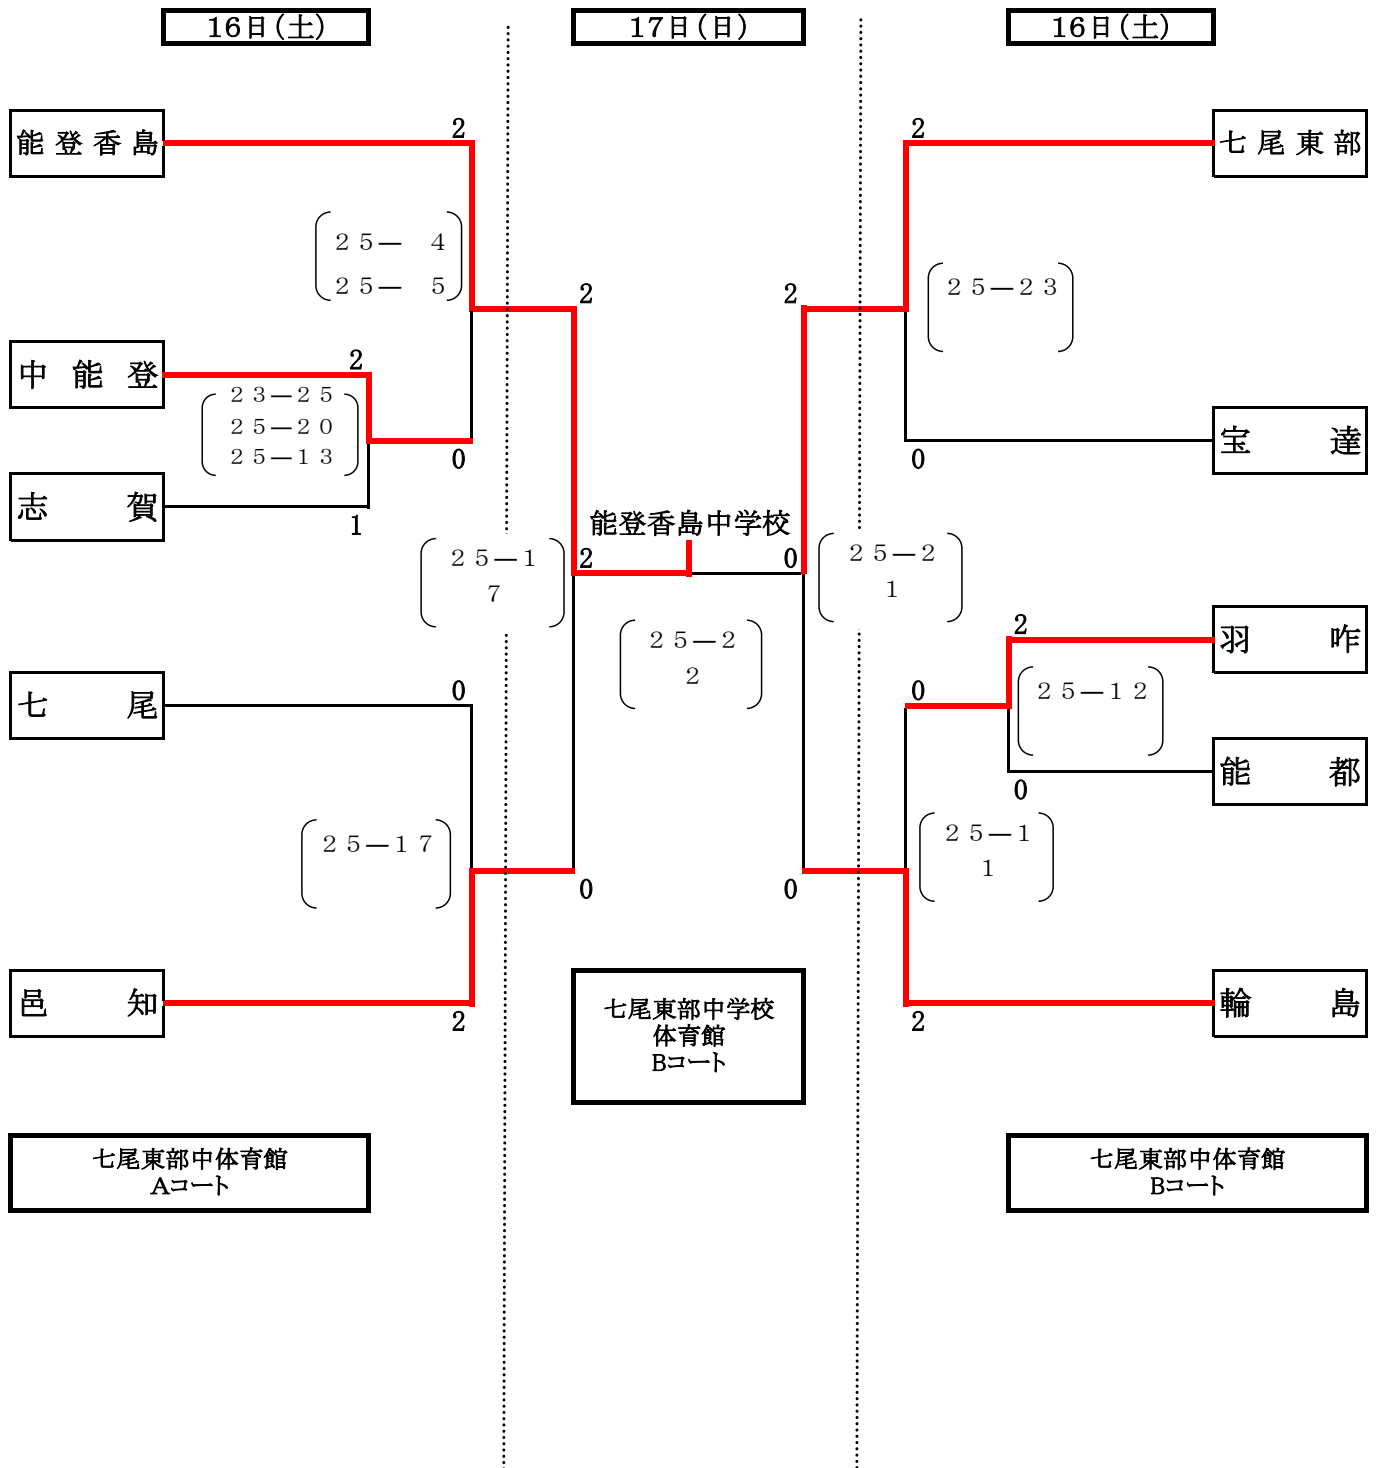 16日(土)
17日(日)
16日(土)
能登香島
2
2
七尾東部
25－　4
25－　5
25－23
2
2
中能登
2
23－25
25－20
25－13
0
0
宝達
志賀
1
能登香島中学校
25－1
7
2
0
25－2
1
25－2
2
2
羽咋
七尾
0
0
25－12
能都
0
25－17
25－1
1
0
0
邑知
2
2
輪島
七尾東部中学校
体育館
Bコート
七尾東部中体育館
Aコート
七尾東部中体育館
Bコート